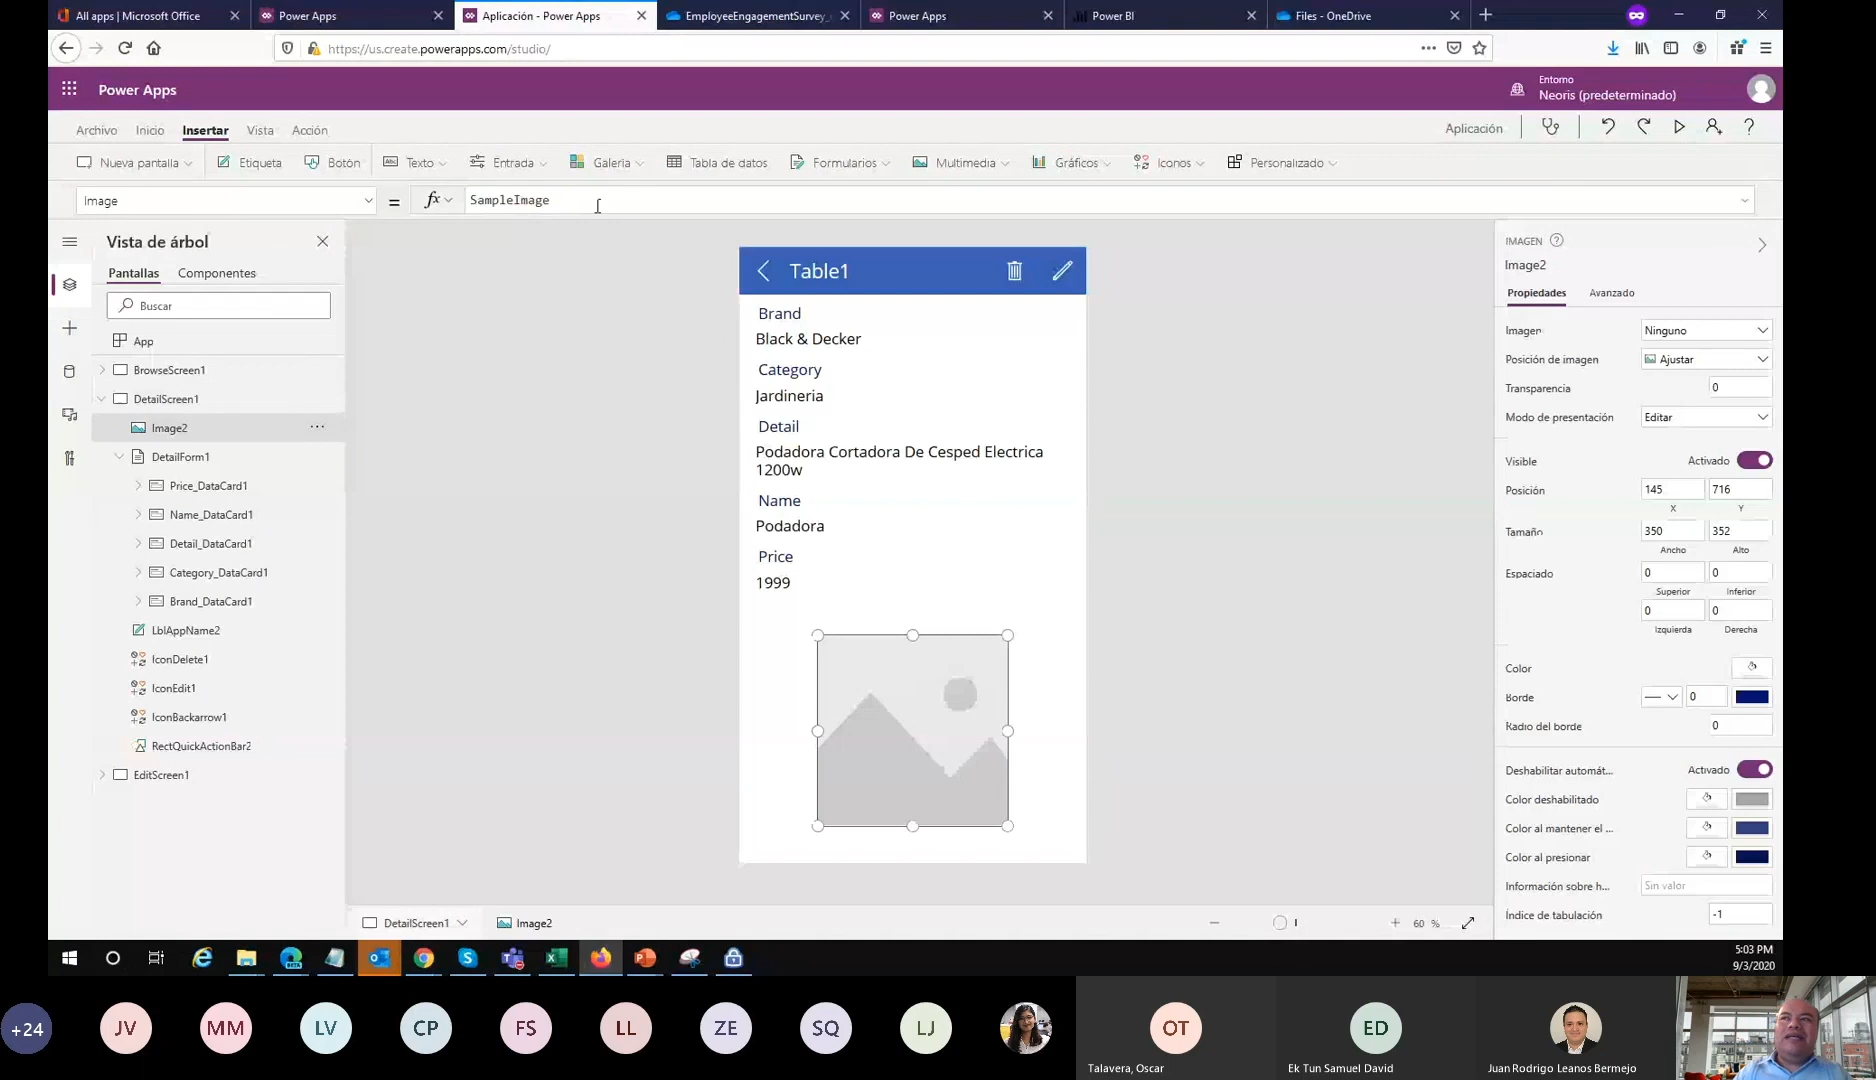 All apps | Microsoft Office
Power Apps
Aplicación - Power Apps
EmployeeEngagementSurvey_
Power Apps
Power BI
Files - OneDrive
https://us.create.powerapps.com/studio/
Power Apps
Entorno
Neoris (predeterminado)
Archivo Inicio Insertar Vista Acción
Aplicación
Nueva pantalla Etiqueta Botón Texto Entrada Galería Tabla de datos Formularios Multimedia Gráficos Iconos Personalizado
Image = fx SampleImage
Vista de árbol
Pantallas Componentes
Buscar
App
BrowseScreen1
DetailScreen1
Image2
DetailForm1
Price_DataCard1
Name_DataCard1
Detail_DataCard1
Category_DataCard1
Brand_DataCard1
LblAppName2
IconDelete1
IconEdit1
IconBackarrow1
RectQuickActionBar2
EditScreen1
Table1
Brand
Black & Decker
Category
Jardineria
Detail
Podadora Cortadora De Cesped Electrica
1200w
Name
Podadora
Price
1999
DetailScreen1 Image2
60 %
IMAGEN
Image2
Propiedades Avanzado
Imagen Ninguno
Posición de imagen Ajustar
Transparencia 0
Modo de presentación Editar
Visible Activado
Posición 145 716
X Y
Tamaño 350 352
Ancho Alto
Espaciado 0 0
Superior Inferior
0 0
Izquierda Derecha
Color
Borde 0
Radio del borde 0
Deshabilitar automát... Activado
Color deshabilitado
Color al mantener el ...
Color al presionar
Información sobre h... Sin valor
Índice de tabulación -1
5:03 PM
9/3/2020
+24 JV MM LV CP FS LL ZE SQ LJ OT ED
Talavera, Oscar
Ek Tun Samuel David
Juan Rodrigo Leanos Bermejo